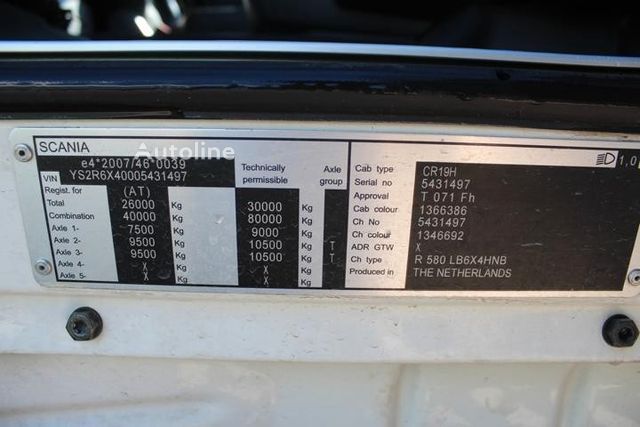 SCANIA
e4*2007/46*0039
Autoline
VIN YS2R6X40005431497
Technically permissible
Axle group
Regist. for (AT)
Total 26000 Kg 30000 Kg
Combination 40000 Kg 80000 Kg
Axle 1- 7500 Kg 9000 Kg
Axle 2- 9500 Kg 10500 Kg T
Axle 3- 9500 Kg 10500 Kg T
Axle 4- X Kg X Kg
Axle 5- X Kg X Kg
Cab type CR19H
Serial no 5431497
Approval T 071 Fh
Cab colour 1366386
Ch No 5431497
Ch colour 1346692
ADR GTW X
Ch type R 580 LB6X4HNB
Produced in THE NETHERLANDS
1,0